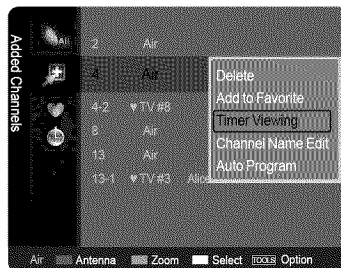 Added Channels
All
2 Air
4 Air
4-2 ♥ TV #8
8 Air
13 Air
13-1 ♥ TV #3 Alice
Delete
Add to Favorite
Timer Viewing
Channel Name Edit
Auto Program
Air Antenna Zoom Select TOOLS Option